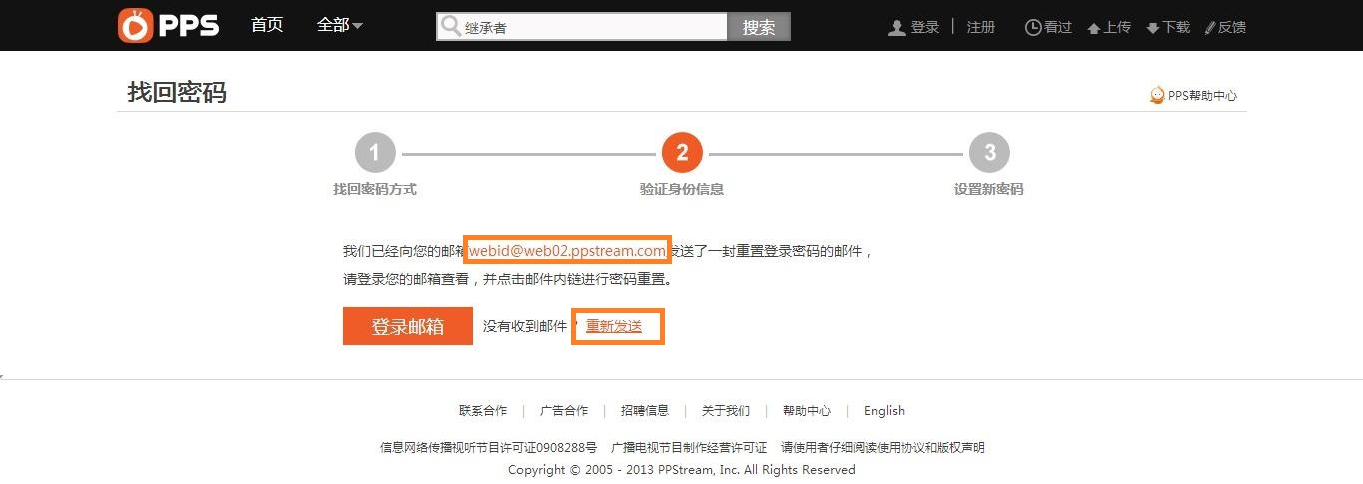 PPS 首页 全部 继承者 搜索 登录 | 注册 看过 上传 下载 反馈
找回密码 PPS帮助中心
1 2 3
找回密码方式 验证身份信息 设置新密码
我们已经向您的邮箱webid@web02.ppstream.com发送了一封重置登录密码的邮件，
请登录您的邮箱查看，并点击邮件内链进行密码重置。
登录邮箱 没有收到邮件？ 重新发送
联系合作 | 广告合作 | 招聘信息 | 关于我们 | 帮助中心 | English
信息网络传播视听节目许可证0908288号 广播电视节目制作经营许可证 请使用者仔细阅读使用协议和版权声明
Copyright © 2005 - 2013 PPStream, Inc. All Rights Reserved